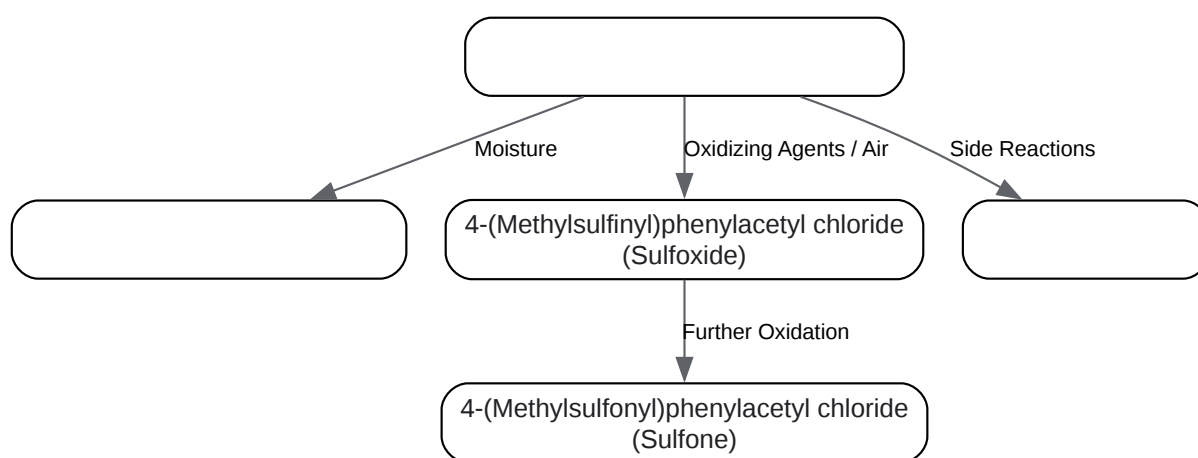 Moisture
Oxidizing Agents / Air
Side Reactions
4-(Methylsulfinyl)phenylacetyl chloride
(Sulfoxide)
Further Oxidation
4-(Methylsulfonyl)phenylacetyl chloride
(Sulfone)